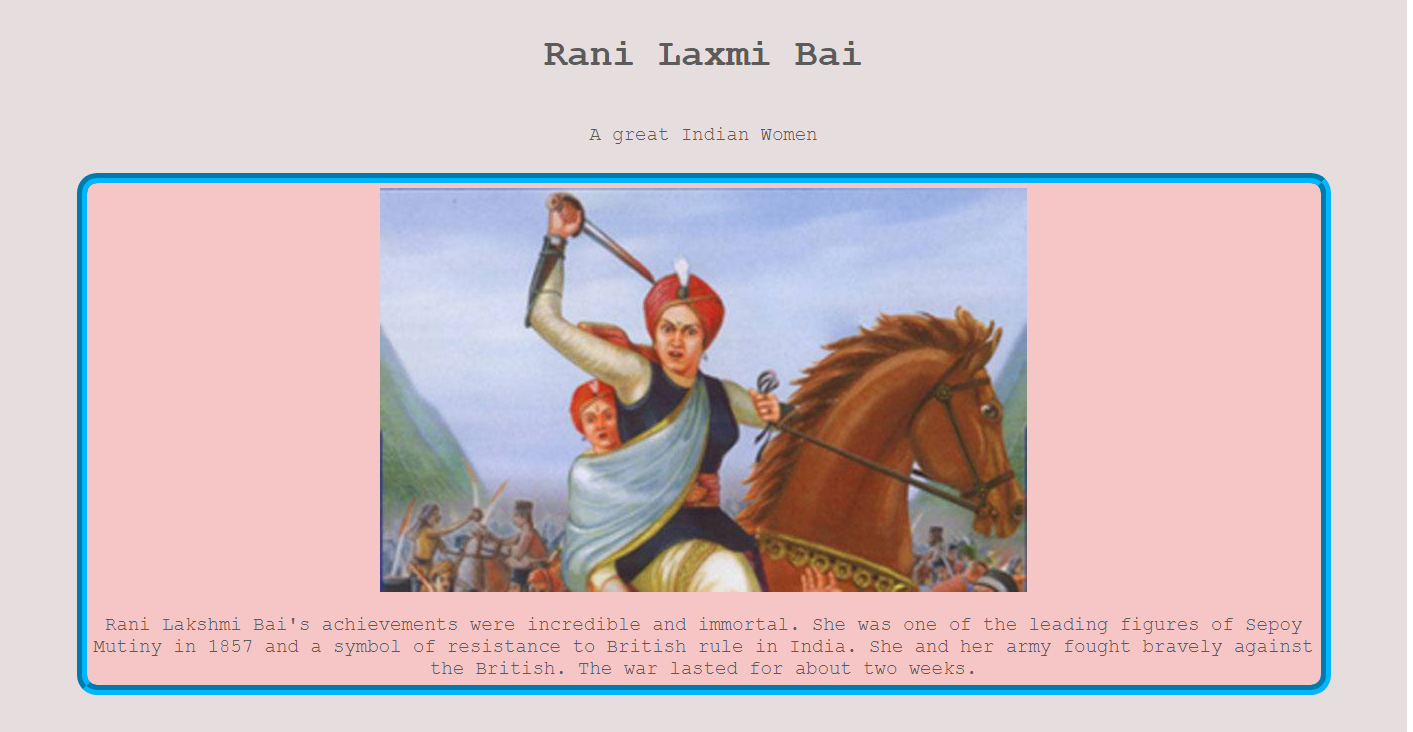 Rani Laxmi Bai
A great Indian Women
Rani Lakshmi Bai's achievements were incredible and immortal. She was one of the leading figures of Sepoy
Mutiny in 1857 and a symbol of resistance to British rule in India. She and her army fought bravely against
the British. The war lasted for about two weeks.